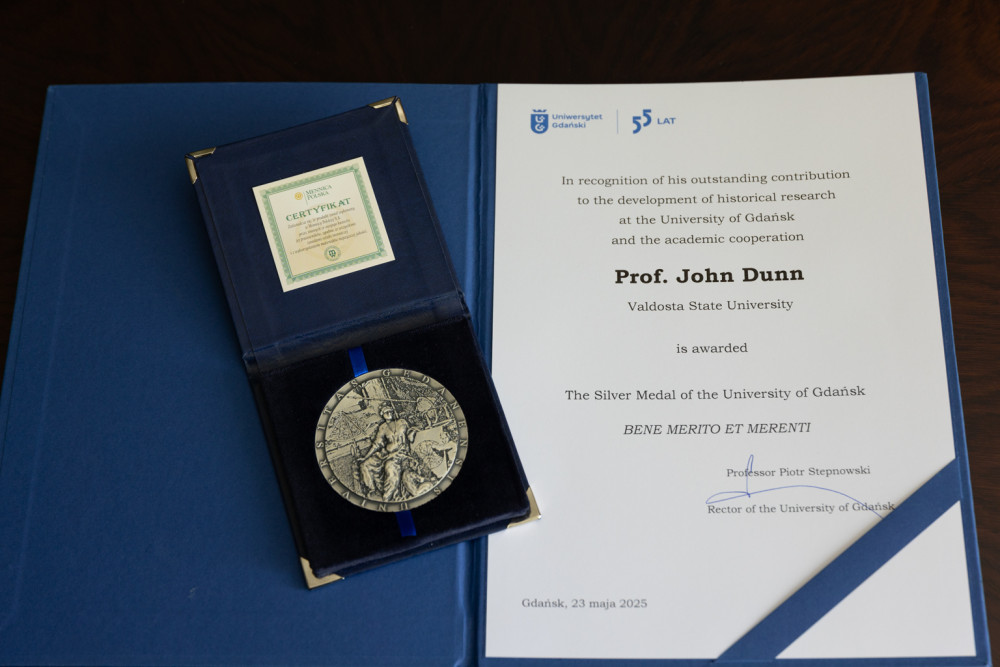 MENNICA
POLSKA
CERTYFIKAT
UNIVERSITAS GEDANENSIS
Uniwersytet
Gdański
55 LAT
In recognition of his outstanding contribution
to the development of historical research
at the University of Gdańsk
and the academic cooperation
Prof. John Dunn
Valdosta State University
is awarded
The Silver Medal of the University of Gdańsk
BENE MERITO ET MERENTI
Professor Piotr Stepnowski
Rector of the University of Gdańsk
Gdańsk, 23 maja 2025